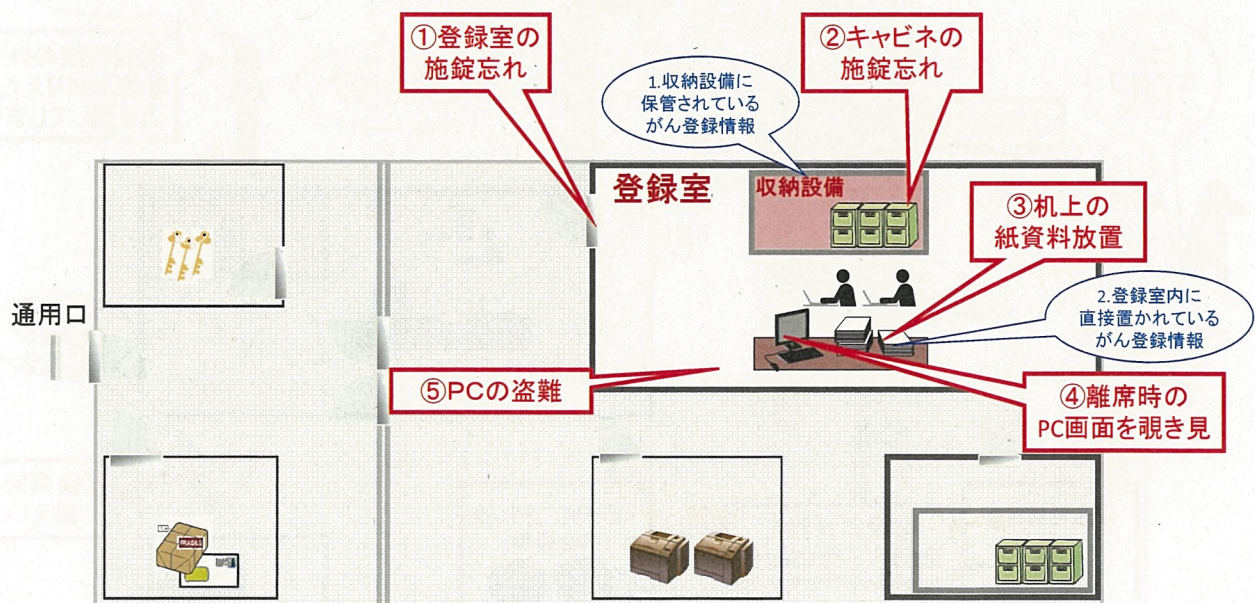 ①登録室の
施錠忘れ
②キャビネの
施錠忘れ
1.収納設備に
保管されている
がん登録情報
登録室
収納設備
③机上の
紙資料放置
通用口
2.登録室内に
直接置かれている
がん登録情報
⑤PCの盗難
④離席時の
PC画面を覗き見